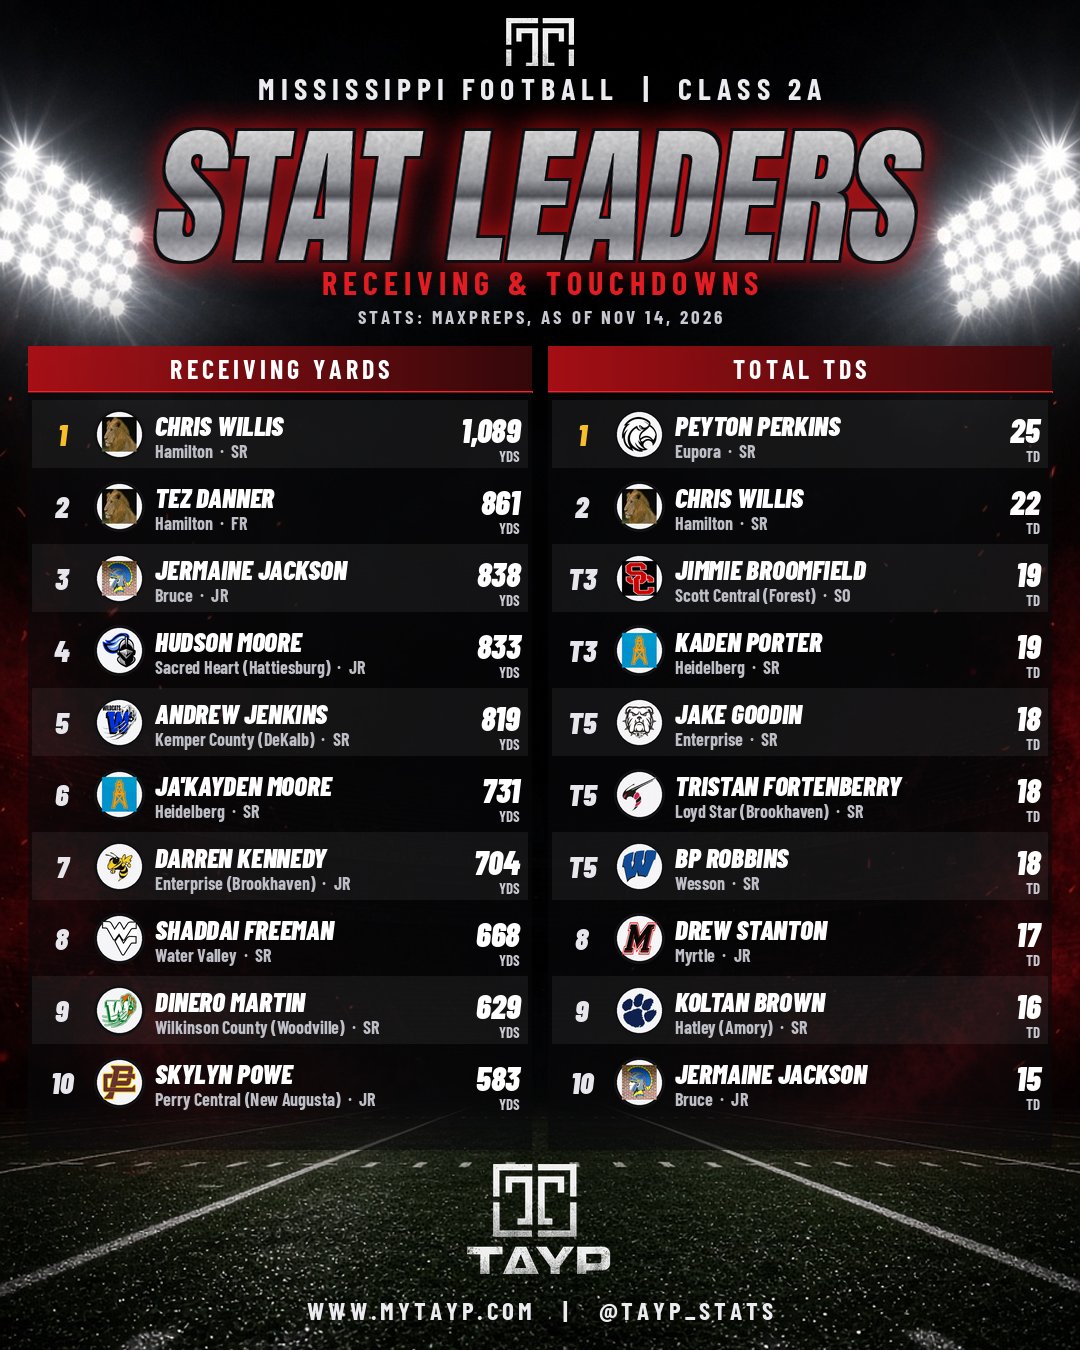 MISSISSIPPI FOOTBALL | CLASS 2A
STAT LEADERS
RECEIVING & TOUCHDOWNS
STATS: MAXPREPS, AS OF NOV 14, 2026
RECEIVING YARDS
1 CHRIS WILLIS 1,089
Hamilton · SR YDS
2 TEZ DANNER 861
Hamilton · FR YDS
3 JERMAINE JACKSON 838
Bruce · JR YDS
4 HUDSON MOORE 833
Sacred Heart (Hattiesburg) · JR YDS
5 ANDREW JENKINS 819
Kemper County (DeKalb) · SR YDS
6 JA'KAYDEN MOORE 731
Heidelberg · SR YDS
7 DARREN KENNEDY 704
Enterprise (Brookhaven) · JR YDS
8 SHADDAI FREEMAN 668
Water Valley · SR YDS
9 DINERO MARTIN 629
Wilkinson County (Woodville) · SR YDS
10 SKYLYN POWE 583
Perry Central (New Augusta) · JR YDS
TOTAL TDS
1 PEYTON PERKINS 25
Eupora · SR TD
2 CHRIS WILLIS 22
Hamilton · SR TD
T3 JIMMIE BROOMFIELD 19
Scott Central (Forest) · SO TD
T3 KADEN PORTER 19
Heidelberg · SR TD
T5 JAKE GOODIN 18
Enterprise · SR TD
T5 TRISTAN FORTENBERRY 18
Loyd Star (Brookhaven) · SR TD
T5 BP ROBBINS 18
Wesson · SR TD
8 DREW STANTON 17
Myrtle · JR TD
9 KOLTAN BROWN 16
Hatley (Amory) · SR TD
10 JERMAINE JACKSON 15
Bruce · JR TD
TAYP
WWW.MYTAYP.COM | @TAYP_STATS